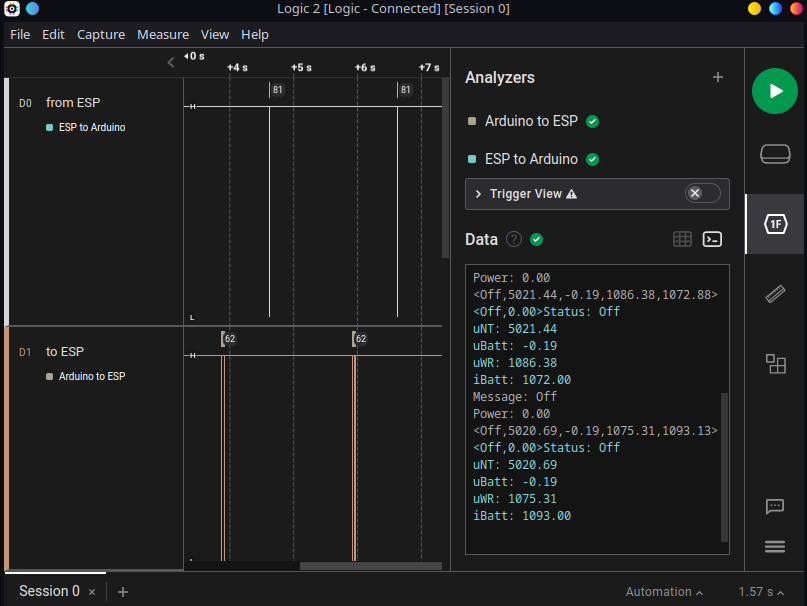 Logic 2 [Logic - Connected] [Session 0]
File Edit Capture Measure View Help
0 s
+4 s +5 s +6 s +7 s
D0 from ESP
ESP to Arduino
81 81
H
L
D1 to ESP
Arduino to ESP
62 62
H
Analyzers
Arduino to ESP
ESP to Arduino
Trigger View
Data
1F
Power: 0.00
<Off,5021.44,-0.19,1086.38,1072.88>
<Off,0.00>Status: Off
uNT: 5021.44
uBatt: -0.19
uWR: 1086.38
iBatt: 1072.00
Message: Off
Power: 0.00
<Off,5020.69,-0.19,1075.31,1093.13>
<Off,0.00>Status: Off
uNT: 5020.69
uBatt: -0.19
uWR: 1075.31
iBatt: 1093.00
Session 0
Automation 1.57 s